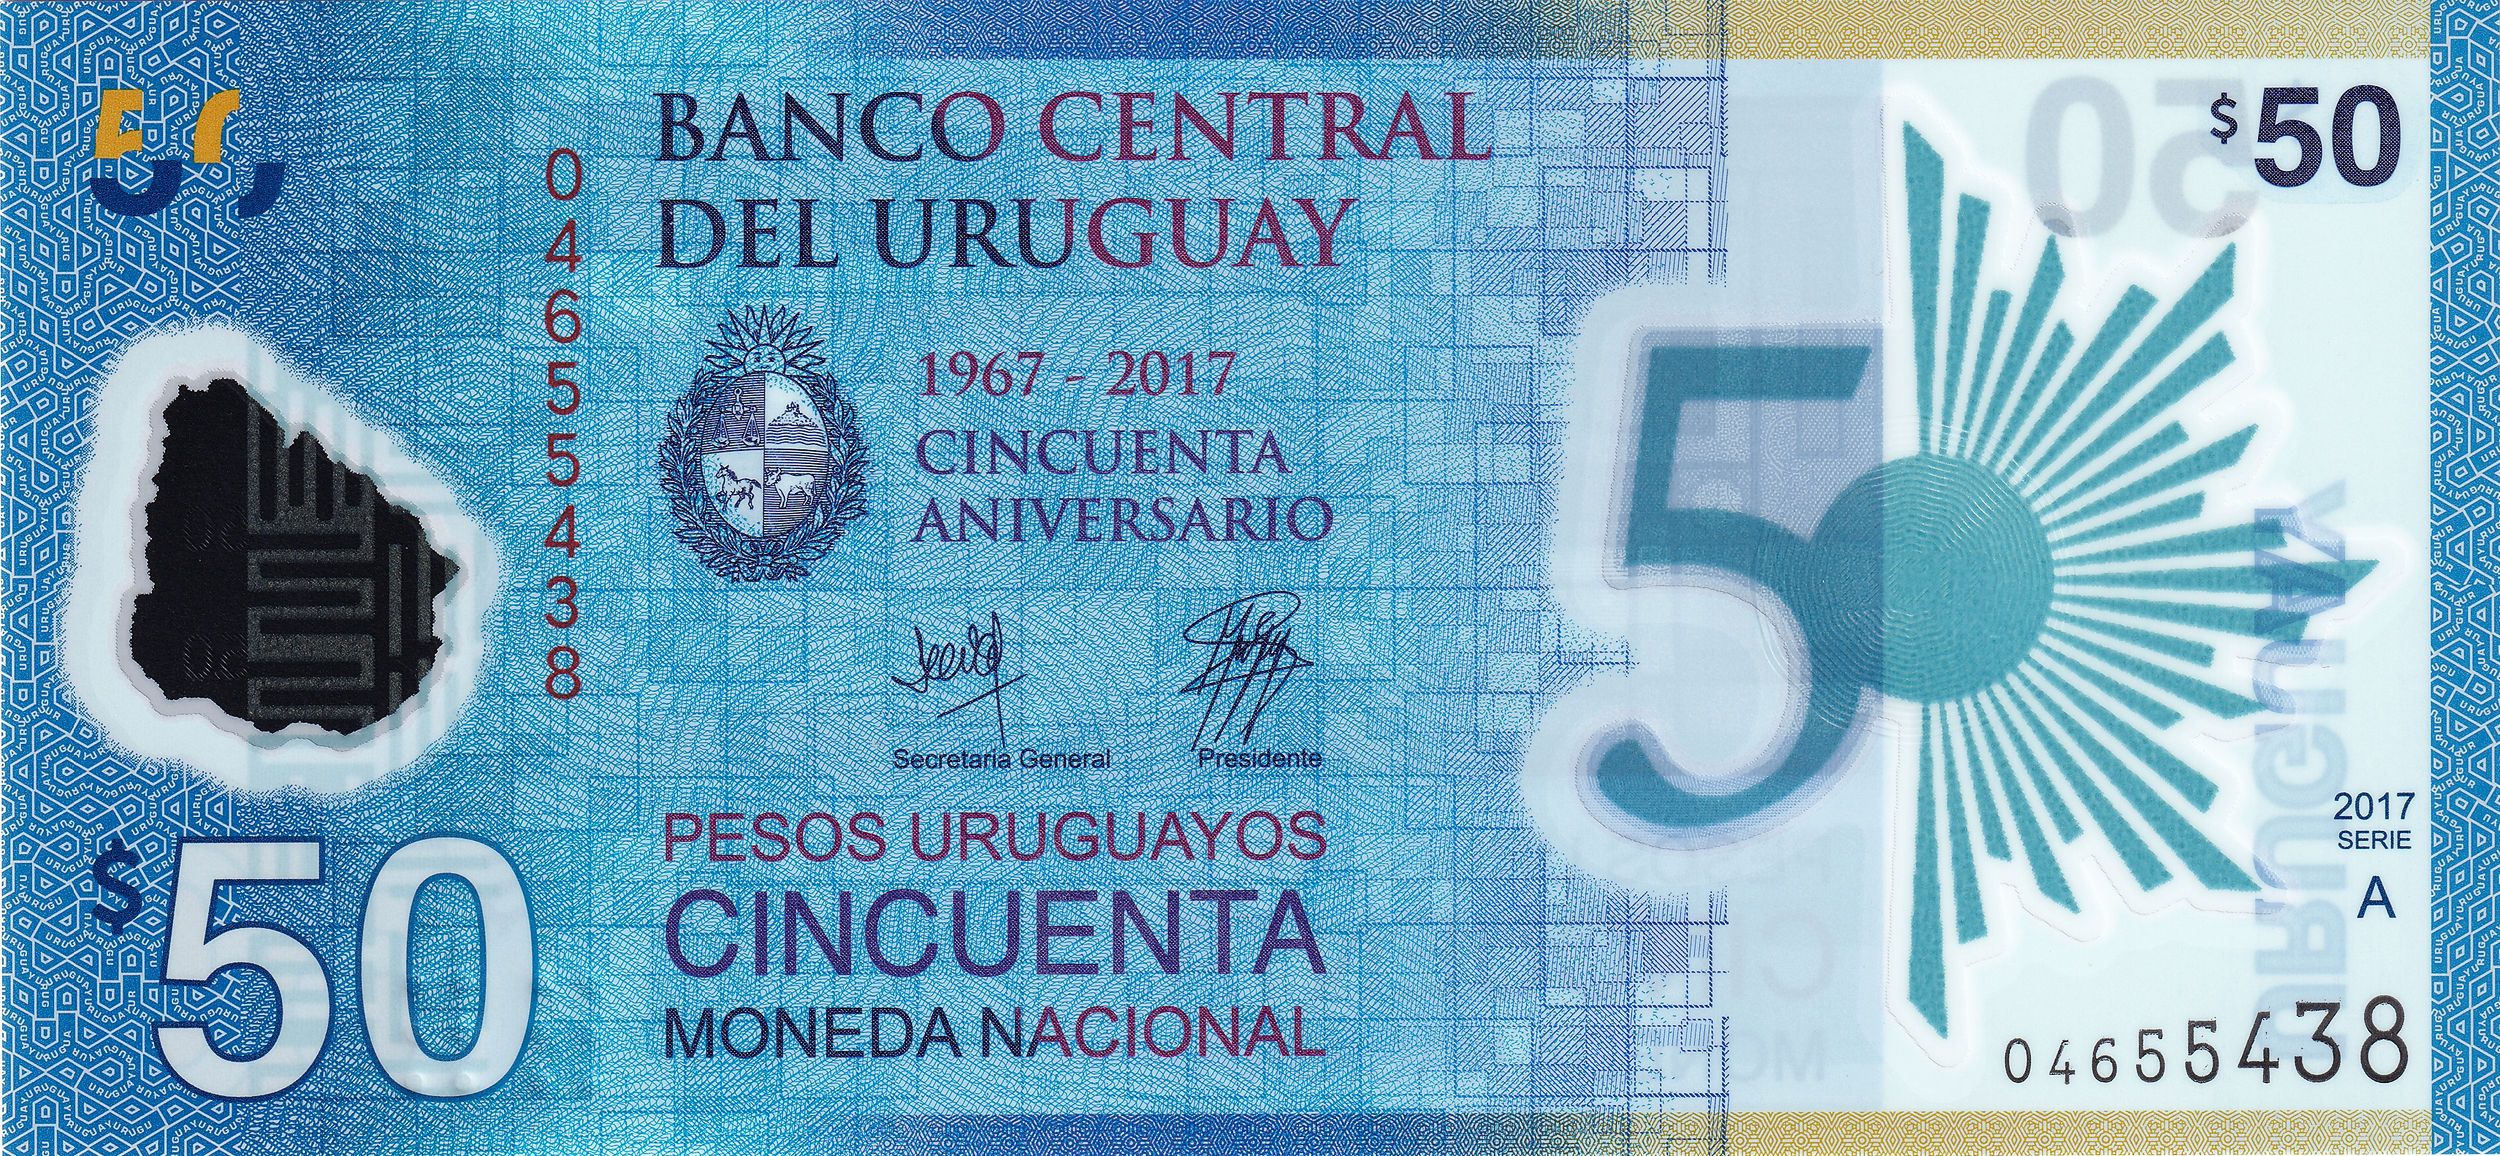 BANCO CENTRAL
DEL URUGUAY
$50
04655438
1967 - 2017
CINCUENTA
ANIVERSARIO
5
Secretaria General
Presidente
URUGUAY
2017
SERIE
A
$50
PESOS URUGUAYOS
CINCUENTA
MONEDA NACIONAL
04655438